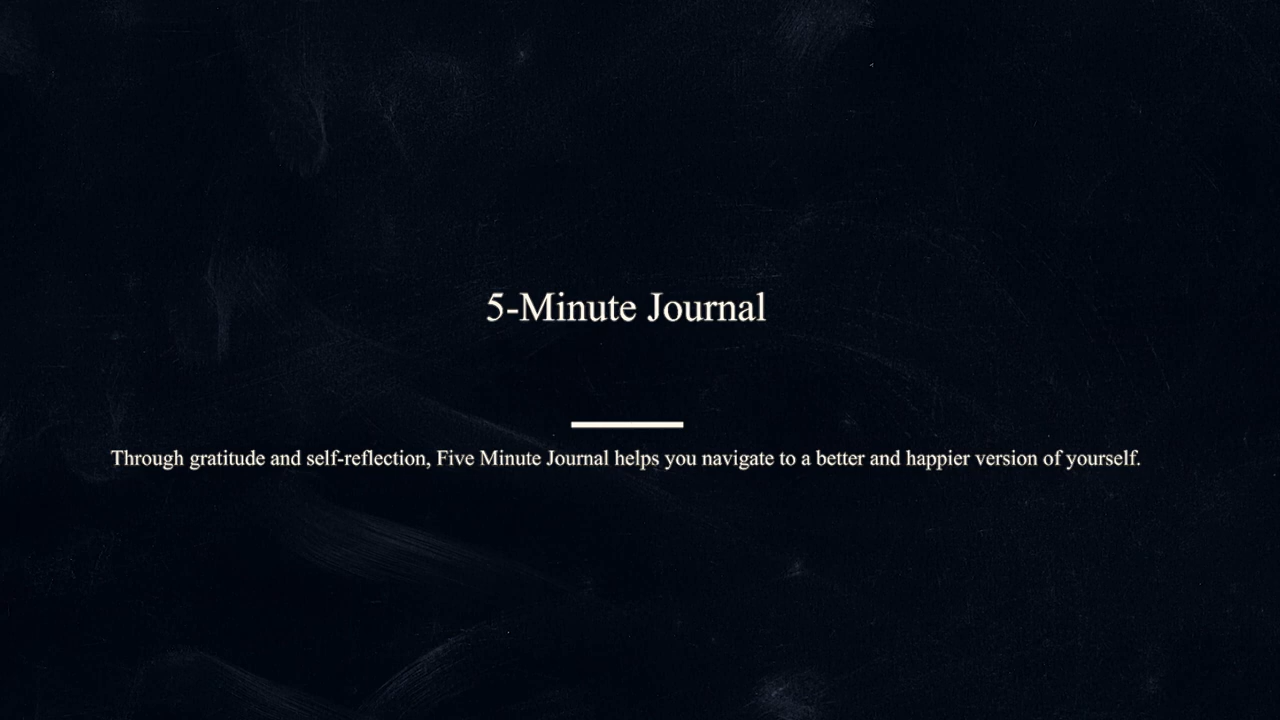 5-Minute Journal
Through gratitude and self-reflection, Five Minute Journal helps you navigate to a better and happier version of yourself.